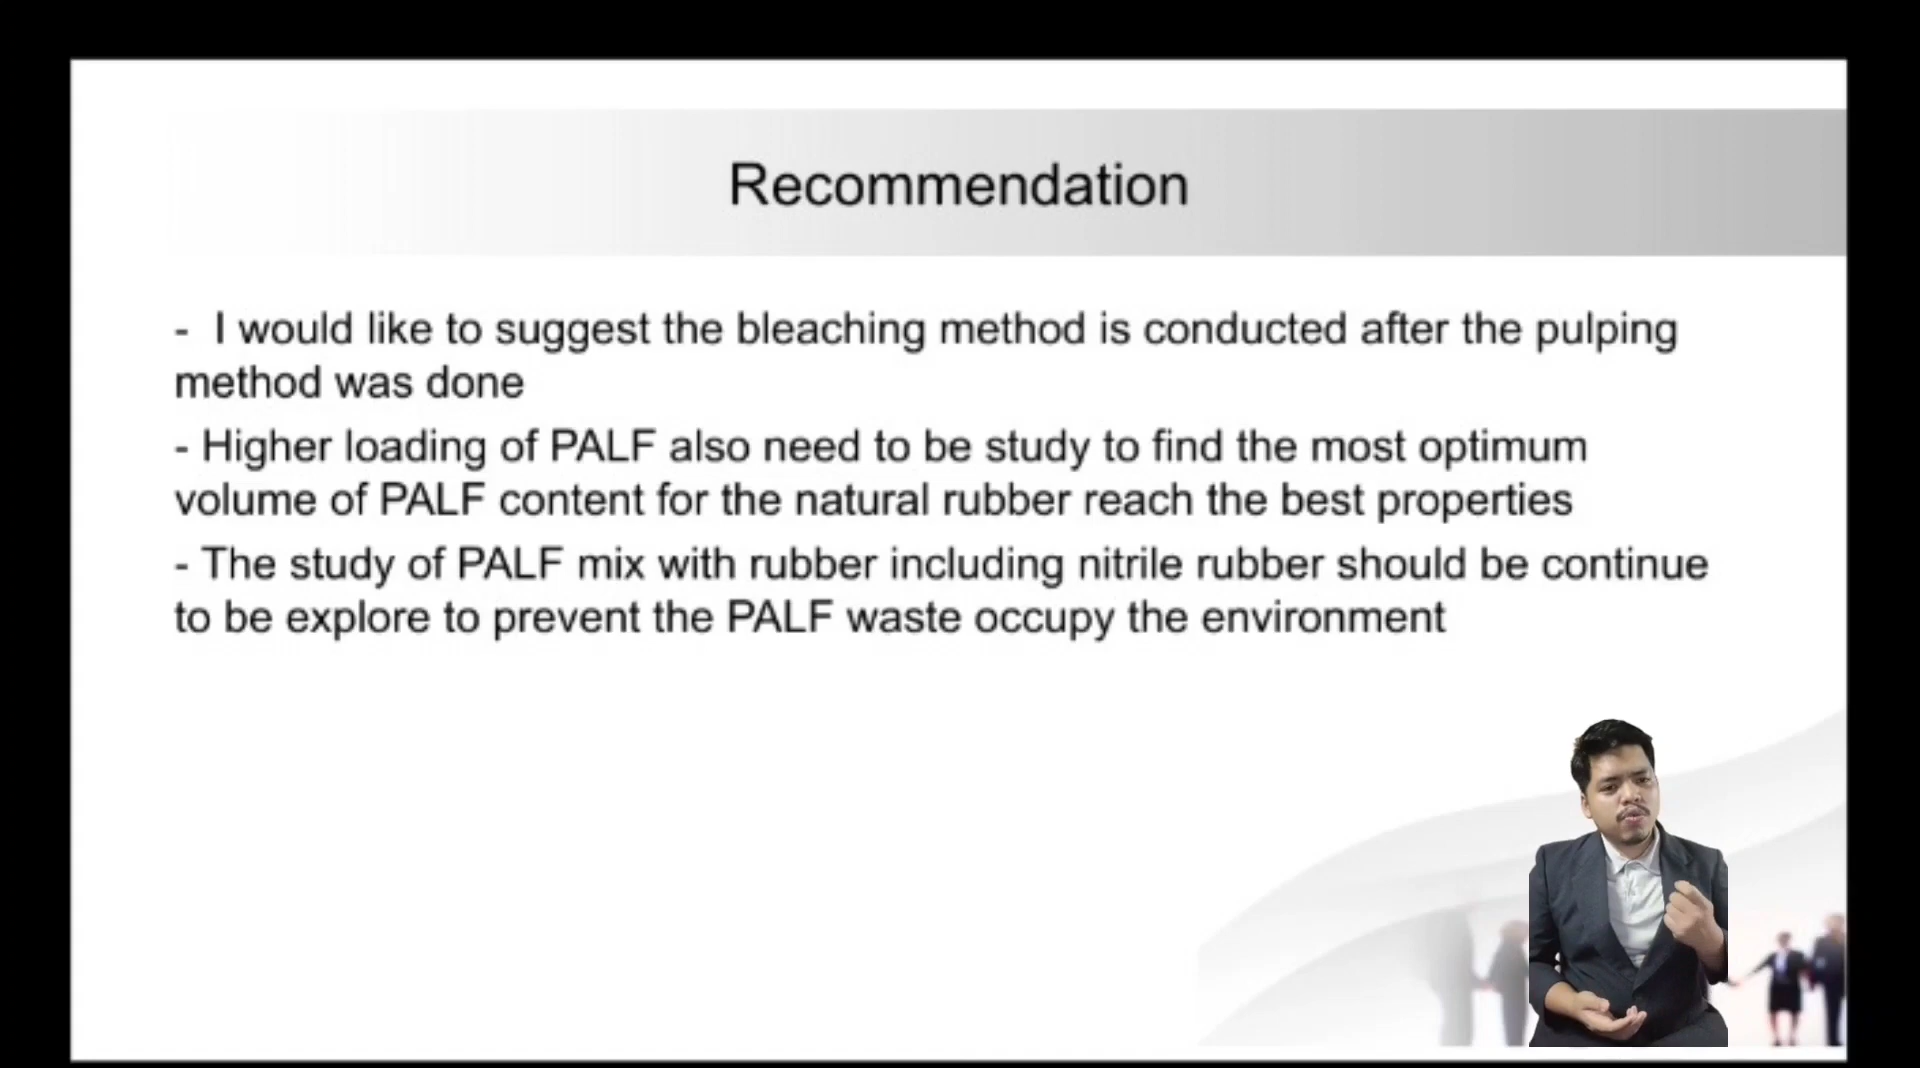 Recommendation
- I would like to suggest the bleaching method is conducted after the pulping
method was done
- Higher loading of PALF also need to be study to find the most optimum
volume of PALF content for the natural rubber reach the best properties
- The study of PALF mix with rubber including nitrile rubber should be continue
to be explore to prevent the PALF waste occupy the environment